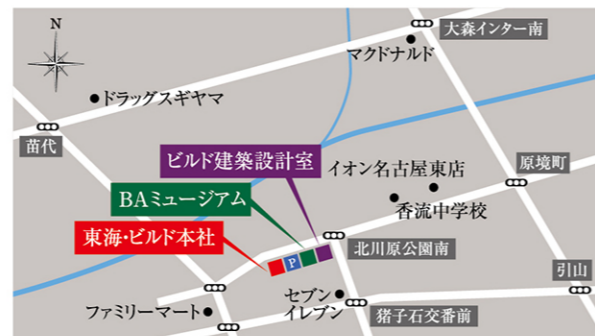 N
大森インター南
マクドナルド
ドラッグスギヤマ
苗代
ビルド建築設計室
イオン名古屋東店
原境町
BAミュージアム
香流中学校
東海・ビルド本社
P
北川原公園南
引山
セブン
イレブン
ファミリーマート
猪子石交番前